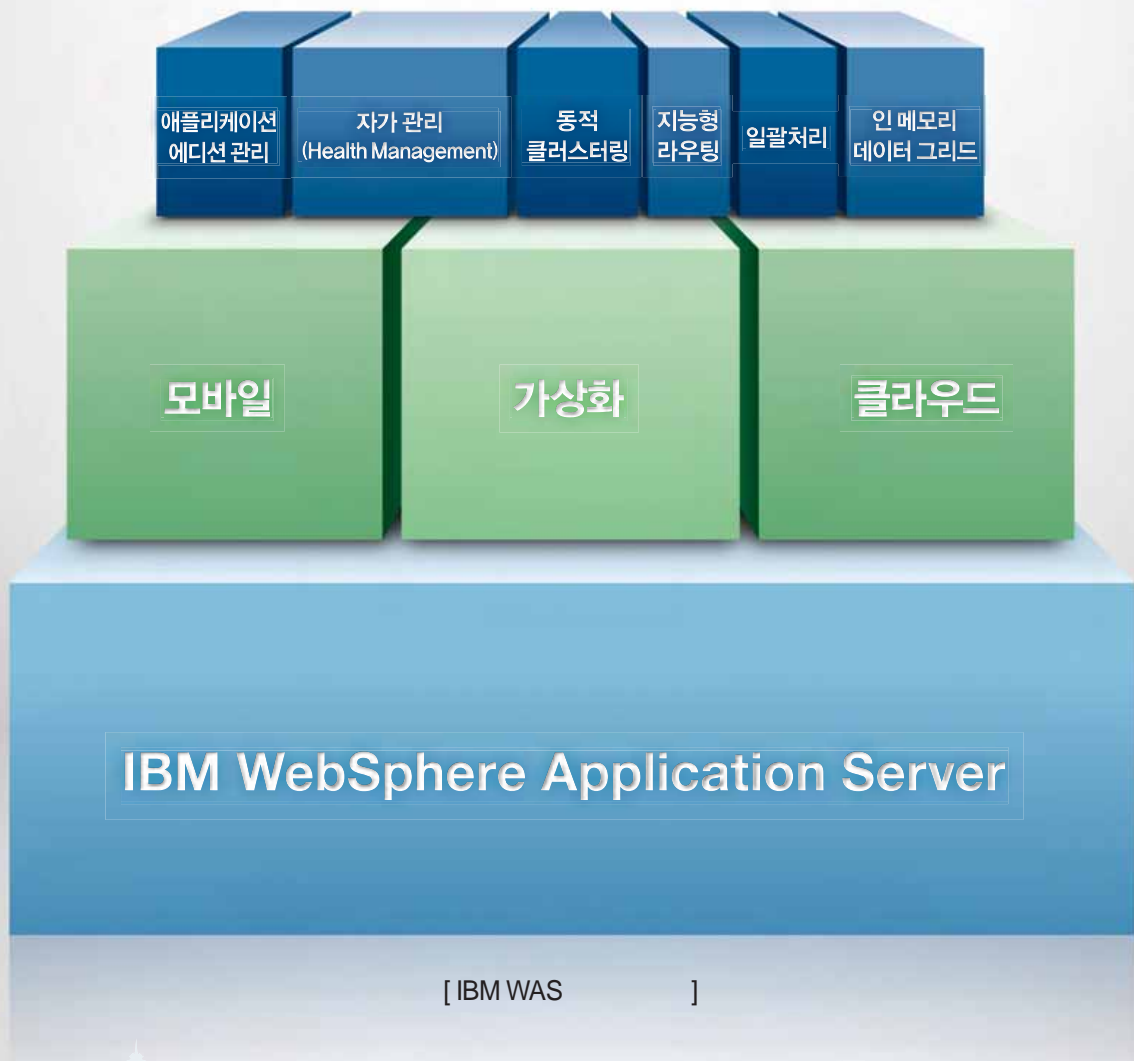 애플리케이션
에디션 관리
자가 관리
(Health Management)
동적
클러스터링
지능형
라우팅
일괄처리
인 메모리
데이터 그리드
모바일
가상화
클라우드
IBM WebSphere Application Server
[ IBM WAS ]